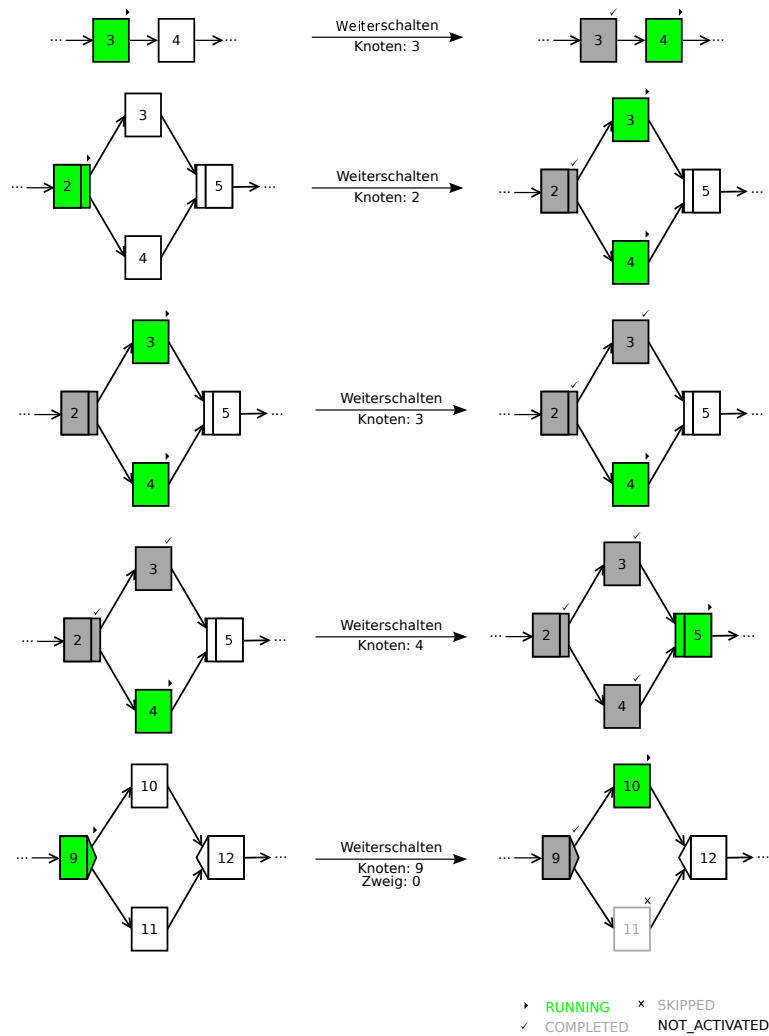 ... 3 4 ...
Weiterschalten
Knoten: 3
... 3 4 ...
3
... 2 5 ...
4
Weiterschalten
Knoten: 2
3
... 2 5 ...
4
3
... 2 5 ...
4
Weiterschalten
Knoten: 3
3
... 2 5 ...
4
3
... 2 5 ...
4
Weiterschalten
Knoten: 4
3
... 2 5 ...
4
10
... 9 12 ...
11
Weiterschalten
Knoten: 9
Zweig: 0
10
... 9 12 ...
x
11
RUNNING x SKIPPED
✓ COMPLETED NOT_ACTIVATED